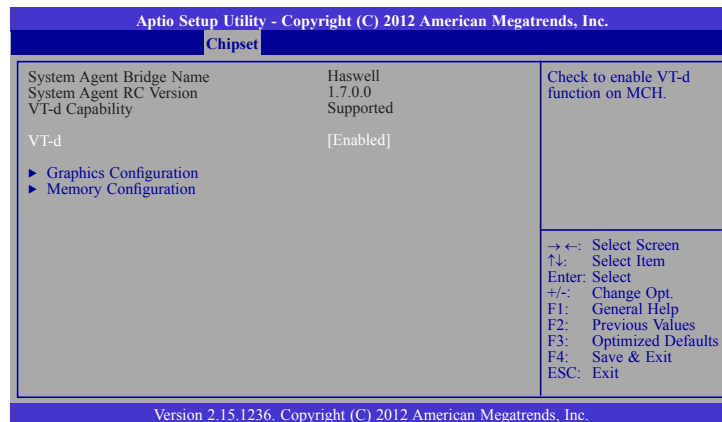 Aptio Setup Utility - Copyright (C) 2012 American Megatrends, Inc.
Chipset
System Agent Bridge Name Haswell
System Agent RC Version 1.7.0.0
VT-d Capability Supported
VT-d [Enabled]
► Graphics Configuration
► Memory Configuration
Check to enable VT-d
function on MCH.
→ ←: Select Screen
↑↓: Select Item
Enter: Select
+/-: Change Opt.
F1: General Help
F2: Previous Values
F3: Optimized Defaults
F4: Save & Exit
ESC: Exit
Version 2.15.1236. Copyright (C) 2012 American Megatrends, Inc.